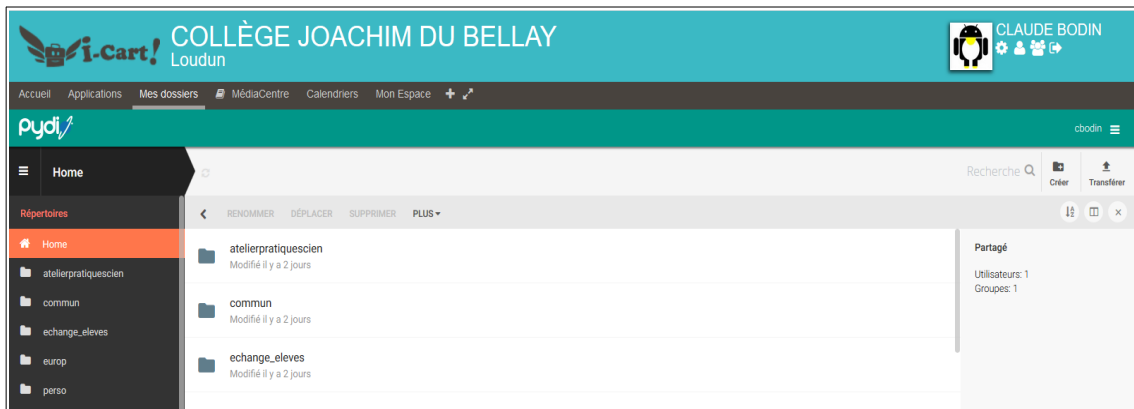 i-Cart!
COLLÈGE JOACHIM DU BELLAY
Loudun
CLAUDE BODIN
Accueil Applications Mes dossiers MédiaCentre Calendriers Mon Espace
pydi
cbodin
Home
Recherche
Créer
Transférer
Répertoires
RENOMMER DÉPLACER SUPPRIMER PLUS
Home
atelierpratiquescien
commun
echange_eleves
europ
perso
atelierpratiquescien
Modifié il y a 2 jours
commun
Modifié il y a 2 jours
echange_eleves
Modifié il y a 2 jours
Partagé
Utilisateurs: 1
Groupes: 1